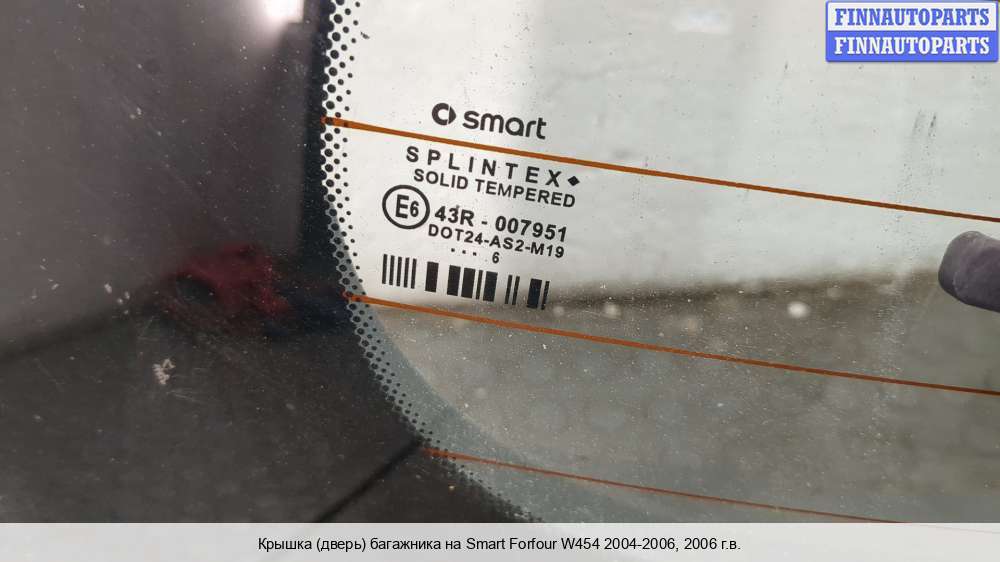 FINNAUTOPARTS
FINNAUTOPARTS
smart
SPLINTEX
SOLID TEMPERED
E6 43R - 007951
DOT24-AS2-M19
. . . . 6
Крышка (дверь) багажника на Smart Forfour W454 2004-2006, 2006 г.в.